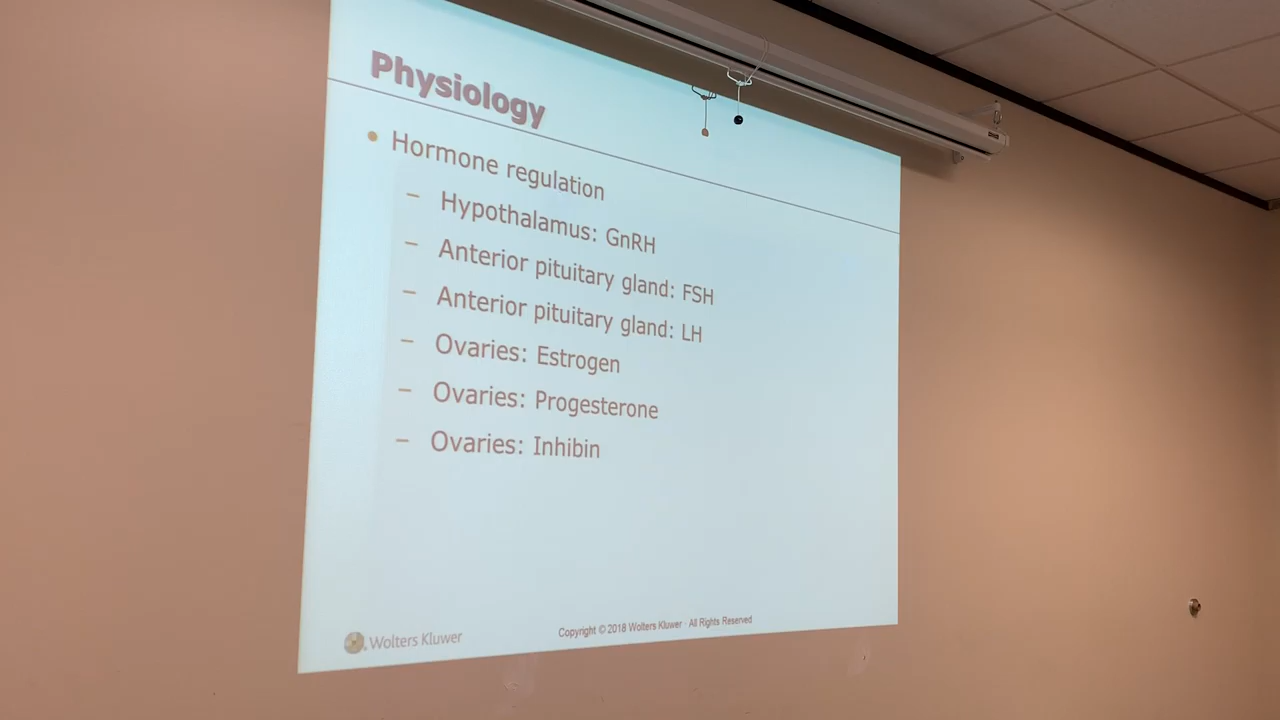 Physiology
• Hormone regulation
– Hypothalamus: GnRH
– Anterior pituitary gland: FSH
– Anterior pituitary gland: LH
– Ovaries: Estrogen
– Ovaries: Progesterone
– Ovaries: Inhibin
Wolters Kluwer
Copyright © 2018 Wolters Kluwer · All Rights Reserved